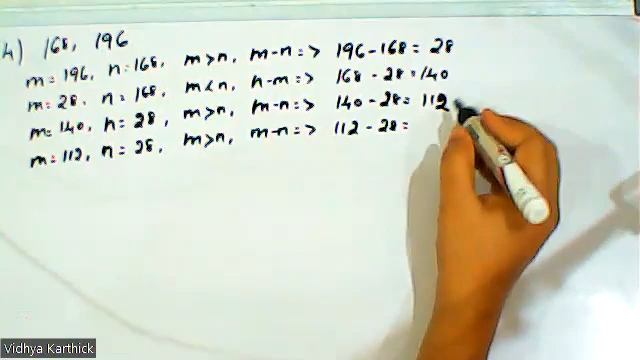 4) 168, 196
m = 196, n = 168, m>n, m-n => 196-168 = 28
m = 28, n = 168, m<n, n-m => 168 - 28 = 140
m = 140, n = 28, m>n, m-n => 140 - 28 = 112
m = 112, n = 28, m>n, m-n => 112 - 28 =
Vidhya Karthick